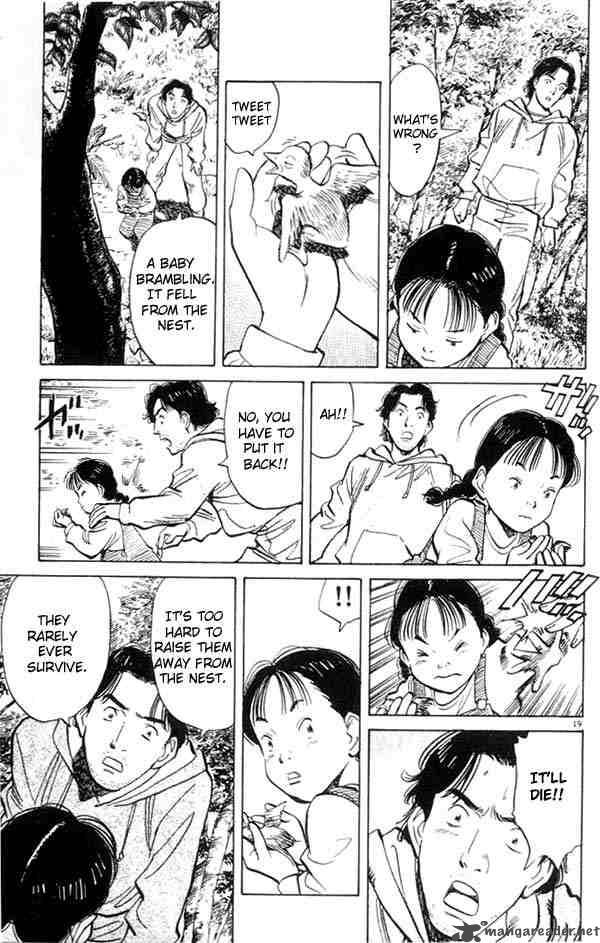 WHAT'S
WRONG
?
TWEET
TWEET
A BABY
BRAMBLING.
IT FELL
FROM THE
NEST.
AH!!
NO, YOU
HAVE TO
PUT IT
BACK!!
19
IT'LL
DIE!!
!!
IT'S TOO
HARD TO
RAISE THEM
AWAY FROM
THE NEST.
THEY
RARELY
EVER
SURVIVE.
mangareader.net